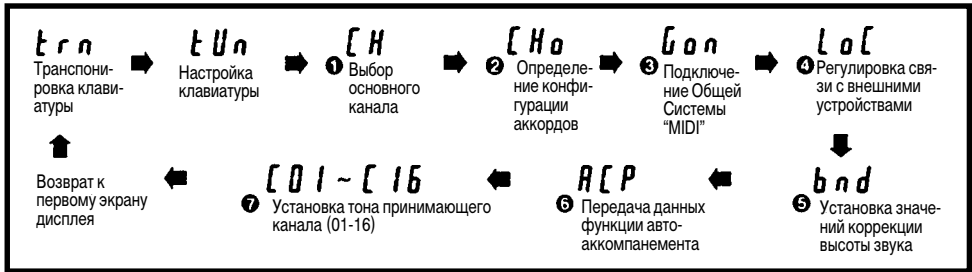 trn
Транспони-
ровка клави-
атуры
tUn
Настройка
клавиатуры
CH
❶ Выбор
основного
канала
CHo
❷ Определе-
ние конфи-
гурации
аккордов
Gon
❸ Подключе-
ние Общей
Системы
“MIDI”
LoC
❹ Регулировка свя-
зи с внешними
устройствами
bnd
❺ Установка значе-
ний коррекции
высоты звука
ACP
❻ Передача данных
функции авто-
аккомпанемента
C01 ~ C16
❼ Установка тона принимающего
канала (01-16)
Возврат к
первому экрану
дисплея